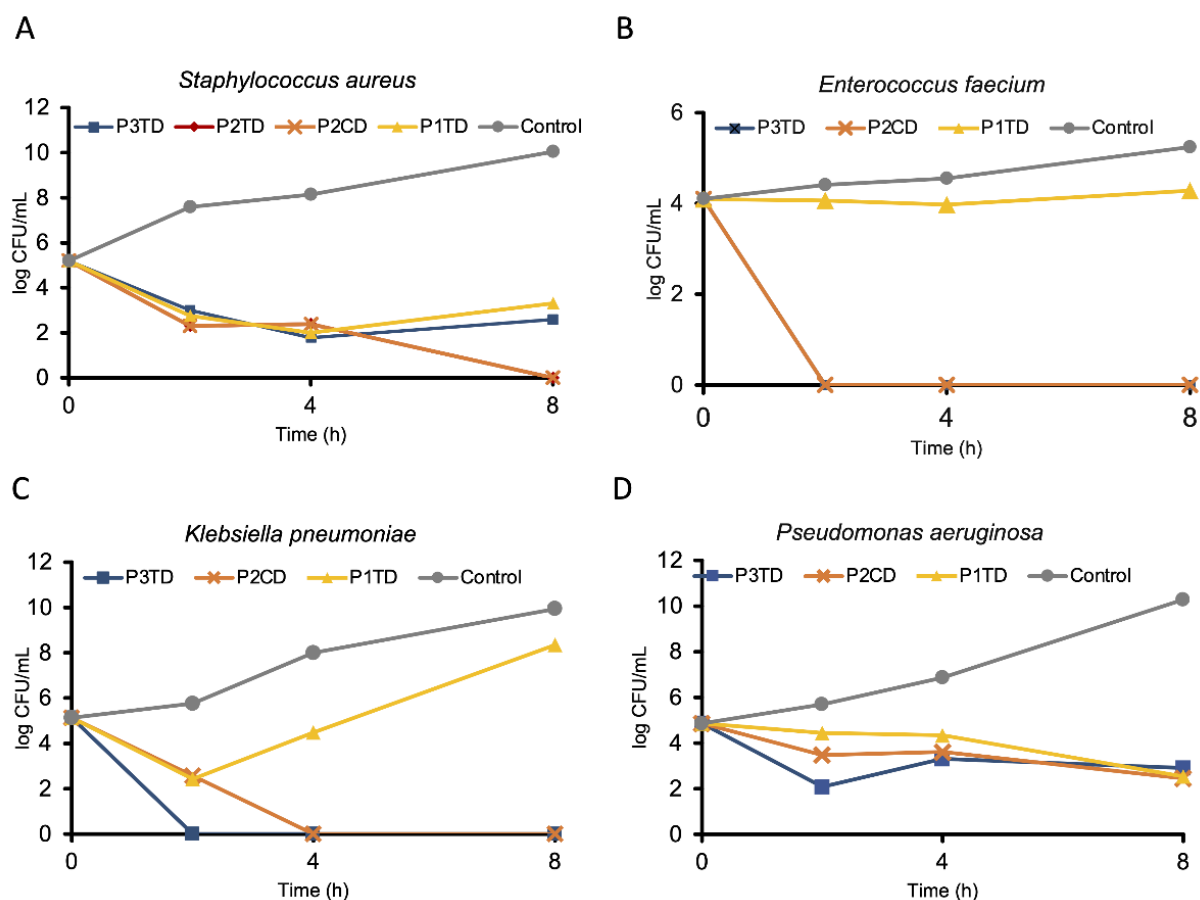 A
Staphylococcus aureus
P3TD P2TD P2CD P1TD Control
12
10
8
6
4
2
0
log CFU/mL
0 4 8
Time (h)
B
Enterococcus faecium
P3TD P2CD P1TD Control
6
4
2
0
log CFU/mL
0 4 8
Time (h)
C
Klebsiella pneumoniae
P3TD P2CD P1TD Control
12
10
8
6
4
2
0
log CFU/mL
0 4 8
Time (h)
D
Pseudomonas aeruginosa
P3TD P2CD P1TD Control
12
10
8
6
4
2
0
log CFU/mL
0 4 8
Time (h)